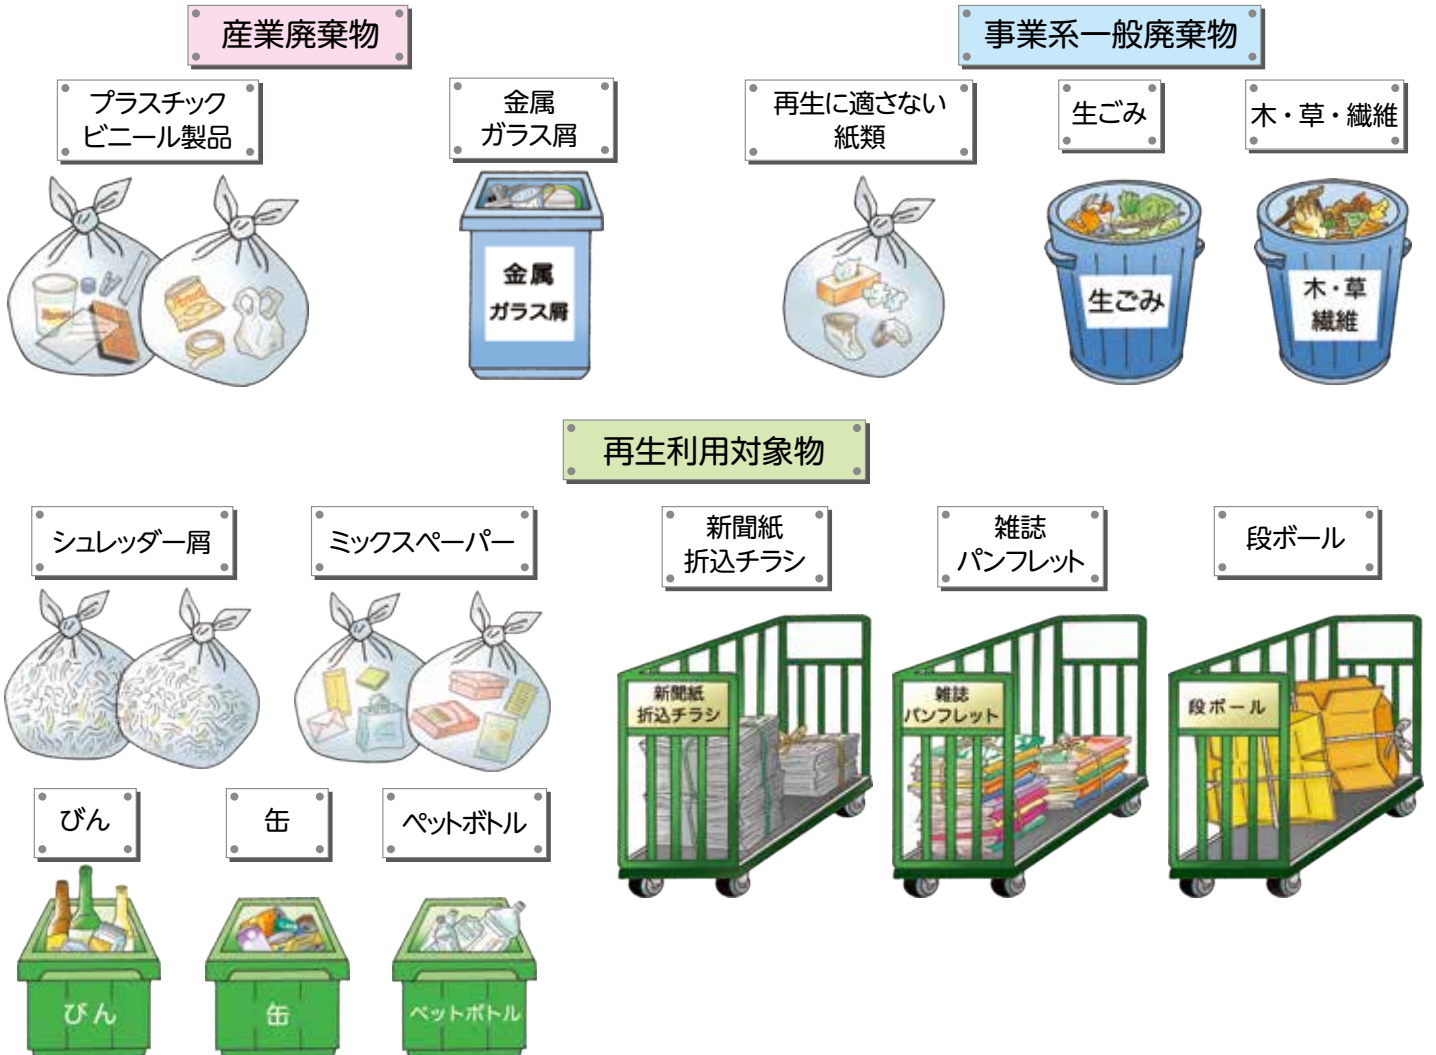 産業廃棄物
事業系一般廃棄物
プラスチック
ビニール製品
金属
ガラス屑
再生に適さない
紙類
生ごみ
木・草・繊維
金属
ガラス屑
生ごみ
木・草
繊維
再生利用対象物
シュレッダー屑
ミックスペーパー
新聞紙
折込チラシ
雑誌
パンフレット
段ボール
新聞紙
折込チラシ
雑誌
パンフレット
段ボール
びん
缶
ペットボトル
びん
缶
ペットボトル